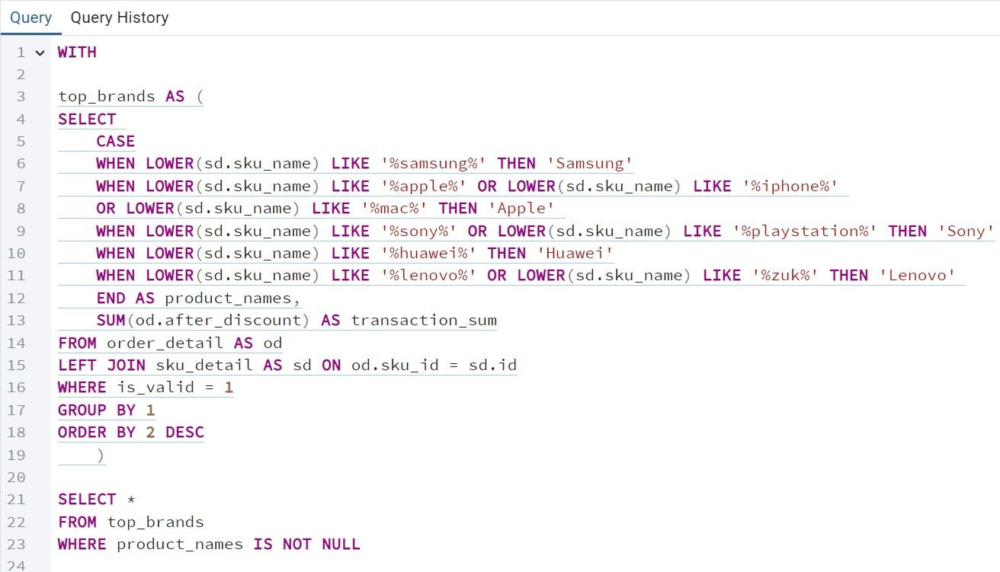 Query Query History
1 WITH
2
3 top_brands AS (
4 SELECT
5 CASE
6 WHEN LOWER(sd.sku_name) LIKE '%samsung%' THEN 'Samsung'
7 WHEN LOWER(sd.sku_name) LIKE '%apple%' OR LOWER(sd.sku_name) LIKE '%iphone%'
8 OR LOWER(sd.sku_name) LIKE '%mac%' THEN 'Apple'
9 WHEN LOWER(sd.sku_name) LIKE '%sony%' OR LOWER(sd.sku_name) LIKE '%playstation%' THEN 'Sony'
10 WHEN LOWER(sd.sku_name) LIKE '%huawei%' THEN 'Huawei'
11 WHEN LOWER(sd.sku_name) LIKE '%lenovo%' OR LOWER(sd.sku_name) LIKE '%zuk%' THEN 'Lenovo'
12 END AS product_names,
13 SUM(od.after_discount) AS transaction_sum
14 FROM order_detail AS od
15 LEFT JOIN sku_detail AS sd ON od.sku_id = sd.id
16 WHERE is_valid = 1
17 GROUP BY 1
18 ORDER BY 2 DESC
19 )
20
21 SELECT *
22 FROM top_brands
23 WHERE product_names IS NOT NULL
24